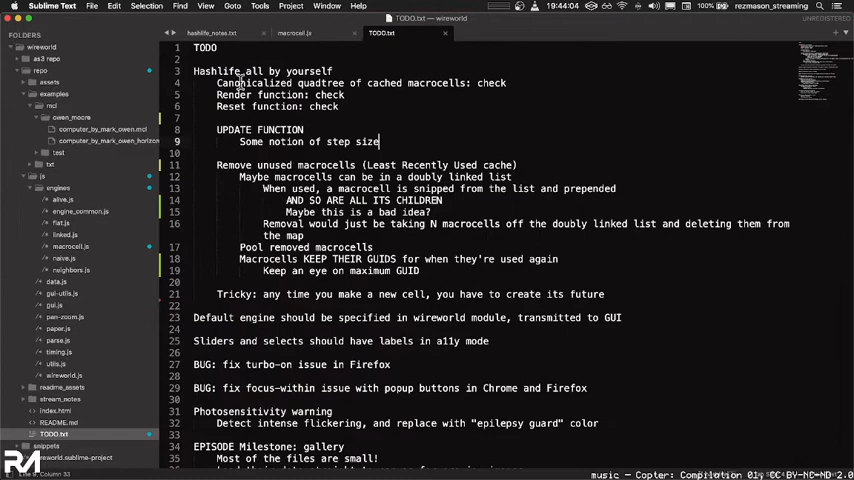 Sublime Text File Edit Selection Find View Goto Tools Project Window Help
100% 19:44:04 rezmason_streaming
TODO.txt
UNREGISTERED
FOLDERS
hashlife_notes.txt × macrocell.js × TODO.txt ×
wireworld
as3 repo
repo
assets
examples
mcl
owen_moore
computer_by_mark_owen.mcl
computer_by_mark_owen_horizon
test
txt
js
engines
alive.js
engine_common.js
flat.js
linked.js
macrocell.js
naive.js
neighbors.js
data.js
gui-utils.js
gui.js
pan-zoom.js
paper.js
parse.js
timing.js
utils.js
wireworld.js
readme_assets
stream_notes
index.html
README.md
TODO.txt
snippets
wireworld.sublime-project
1 TODO
2
3 Hashlife all by yourself
4 Canonicalized quadtree of cached macrocells: check
5 Render function: check
6 Reset function: check
7
8 UPDATE FUNCTION
9 Some notion of step size
10
11 Remove unused macrocells (Least Recently Used cache)
12 Maybe macrocells can be in a doubly linked list
13 When used, a macrocell is snipped from the list and prepended
14 AND SO ARE ALL ITS CHILDREN
15 Maybe this is a bad idea?
16 Removal would just be taking N macrocells off the doubly linked list and deleting them from
the map
17 Pool removed macrocells
18 Macrocells KEEP THEIR GUIDS for when they're used again
19 Keep an eye on maximum GUID
20
21 Tricky: any time you make a new cell, you have to create its future
22
23 Default engine should be specified in wireworld module, transmitted to GUI
24
25 Sliders and selects should have labels in a11y mode
26
27 BUG: fix turbo-on issue in Firefox
28
29 BUG: fix focus-within issue with popup buttons in Chrome and Firefox
30
31 Photosensitivity warning
32 Detect intense flickering, and replace with "epilepsy guard" color
33
34 EPISODE Milestone: gallery
35 Most of the files are small!
Line 9, Column 33
music - Copter: Compilation 01, CC BY-NC-ND 2.0